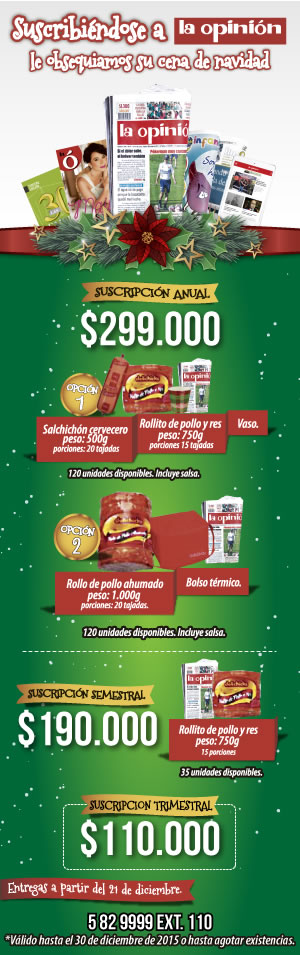 Suscribiéndose a la opinión
le obsequiamos su cena de navidad
la opinió
SUSCRIPCIÓN ANUAL
$299.000
OPCIÓN
1
Salchichón cervecero
peso: 500g
porciones: 20 tajadas
Rollito de pollo y res
peso: 750g
porciones 15 tajadas
Vaso.
120 unidades disponibles. Incluye salsa.
OPCIÓN
2
la opinió
Rollo de pollo ahumado
peso: 1.000g
porciones: 20 tajadas.
Bolso térmico.
120 unidades disponibles. Incluye salsa.
SUSCRIPCIÓN SEMESTRAL
$190.000
Rollito de pollo y res
peso: 750g
15 porciones
35 unidades disponibles.
SUSCRIPCION TRIMESTRAL
$110.000
Entregas a partir del 21 de diciembre.
5 82 9999 EXT. 110
*Válido hasta el 30 de diciembre de 2015 o hasta agotar existencias.